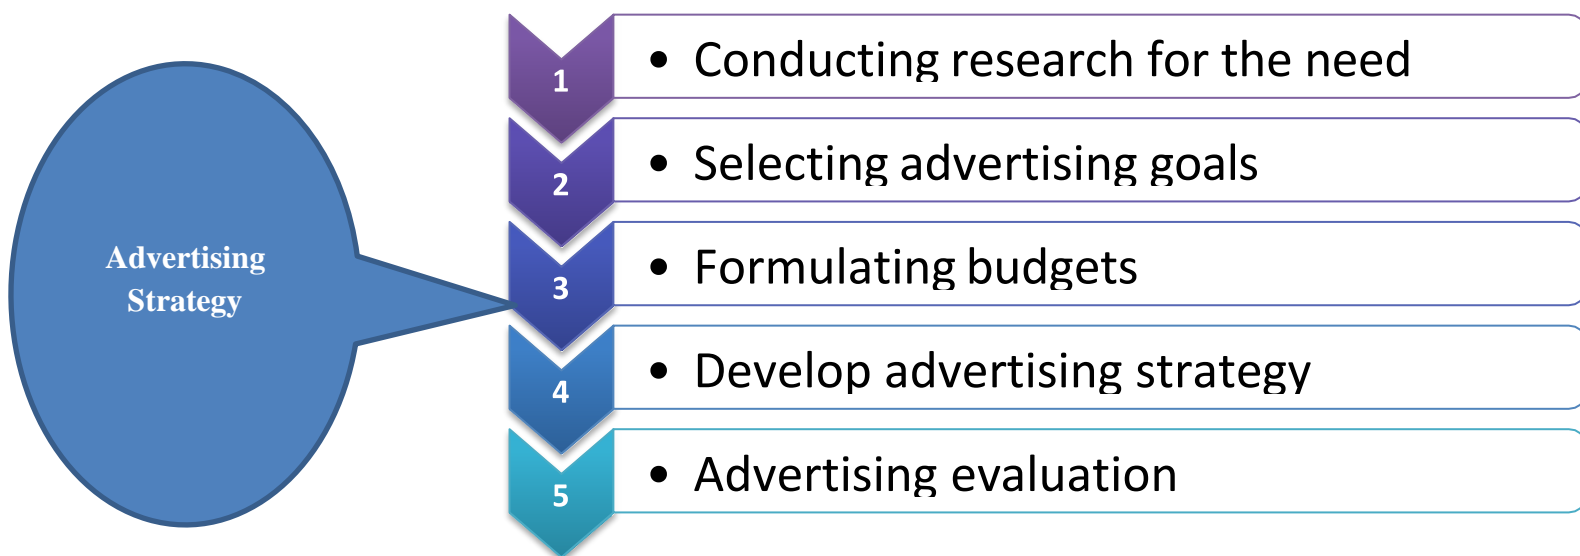 Advertising
Strategy
1
• Conducting research for the need
2
• Selecting advertising goals
3
• Formulating budgets
4
• Develop advertising strategy
5
• Advertising evaluation